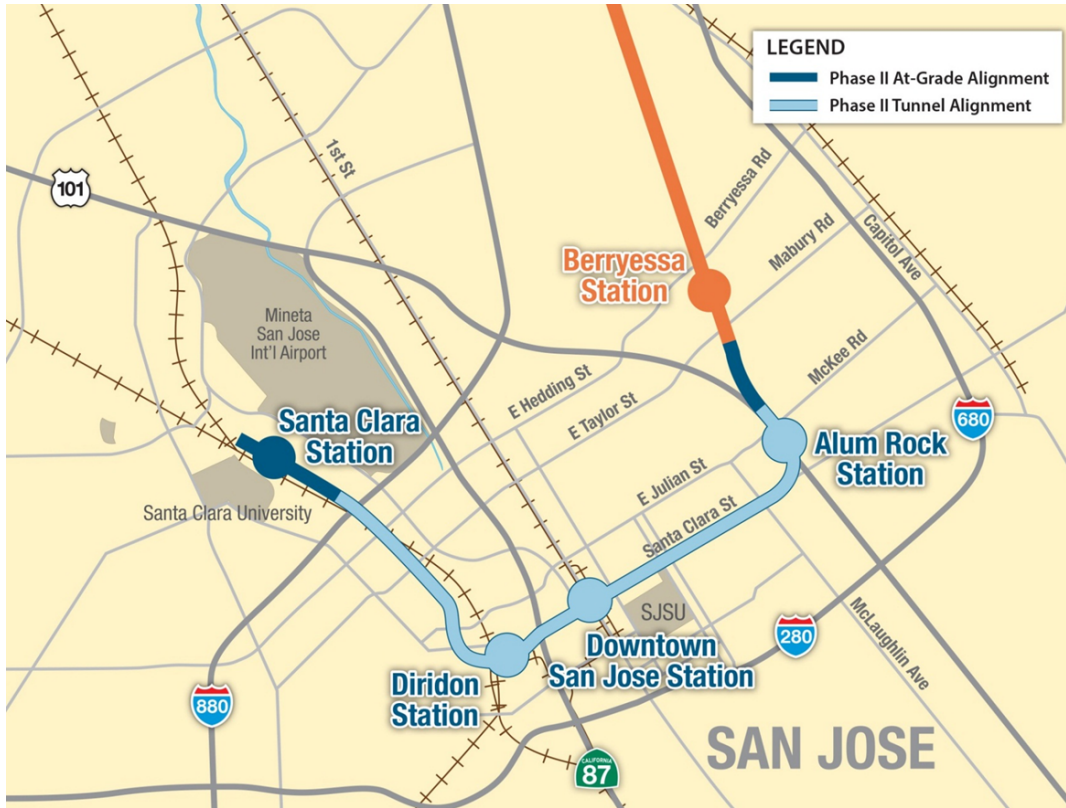 LEGEND
Phase II At-Grade Alignment
Phase II Tunnel Alignment
101
1st St
Berryessa Rd
Mabury Rd
Capitol Ave
Berryessa
Station
Mineta
San Jose
Int'l Airport
McKee Rd
E Hedding St
E Taylor St
680
Santa Clara
Station
Alum Rock
Station
E Julian St
Santa Clara University
Santa Clara St
SJSU
280
McLaughlin Ave
Downtown
San Jose Station
Diridon
Station
880
SAN JOSE
CALIFORNIA
87